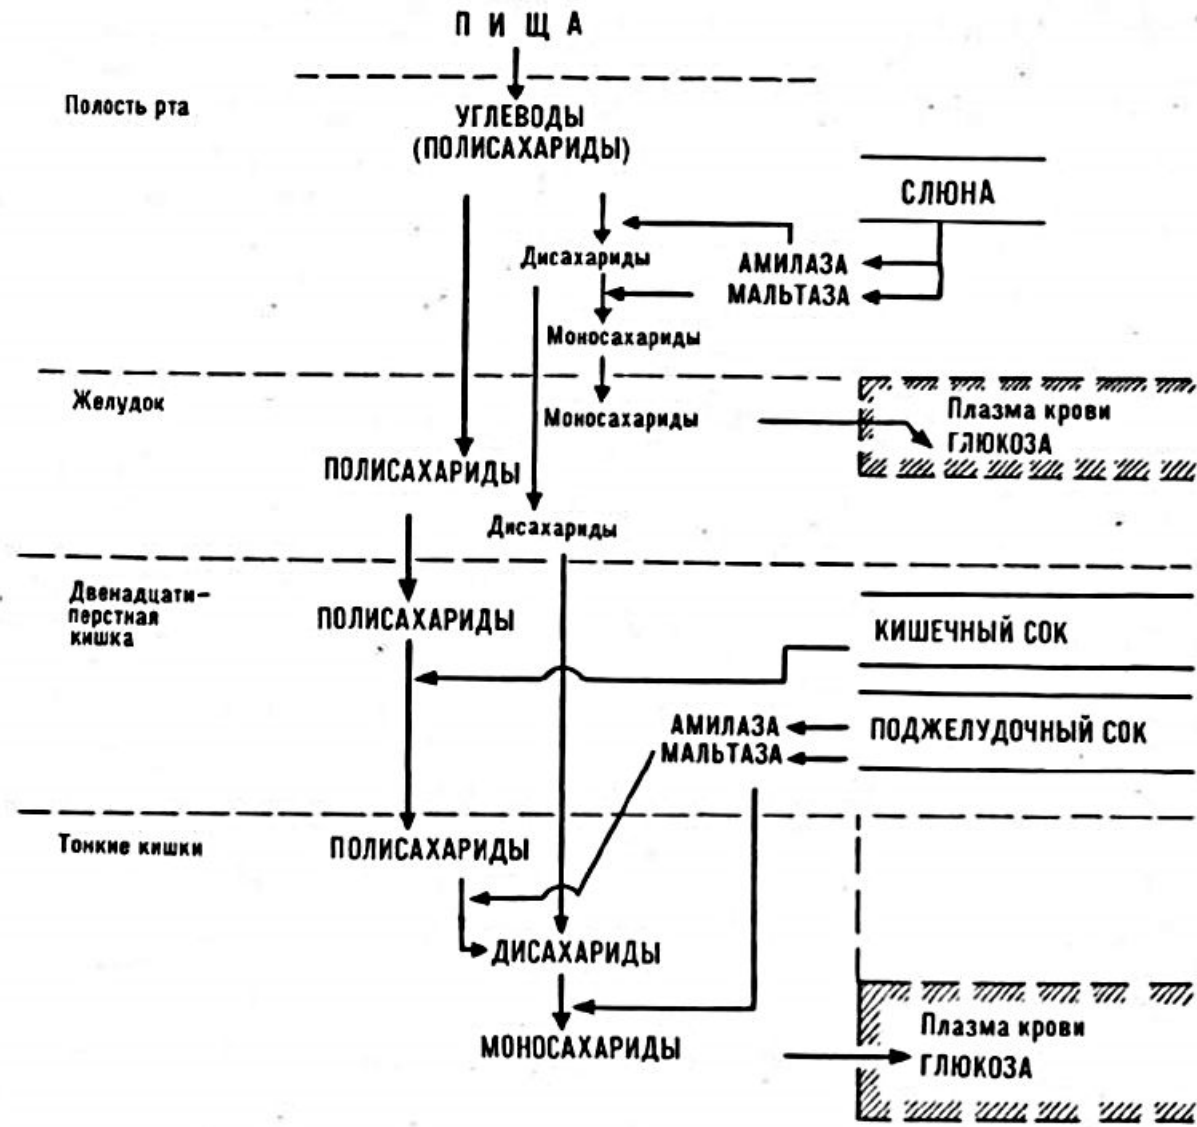 ПИЩА
Полость рта
УГЛЕВОДЫ
(ПОЛИСАХАРИДЫ)
СЛЮНА
Дисахариды
АМИЛАЗА
МАЛЬТАЗА
Моносахариды
Желудок
Моносахариды
Плазма крови
ГЛЮКОЗА
ПОЛИСАХАРИДЫ
Дисахариды
Двенадцати-
перстная
кишка
ПОЛИСАХАРИДЫ
КИШЕЧНЫЙ СОК
АМИЛАЗА
МАЛЬТАЗА
ПОДЖЕЛУДОЧНЫЙ СОК
Тонкие кишки
ПОЛИСАХАРИДЫ
ДИСАХАРИДЫ
МОНОСАХАРИДЫ
Плазма крови
ГЛЮКОЗА